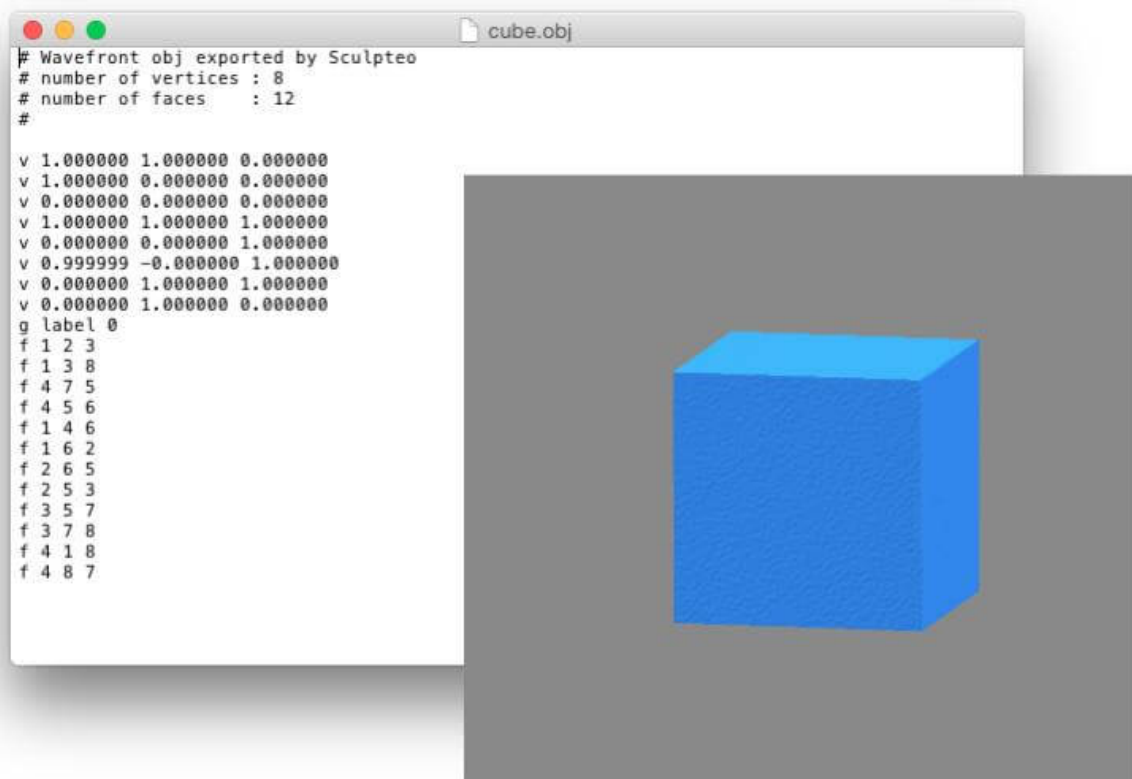 cube.obj
# Wavefront obj exported by Sculpteo
# number of vertices : 8
# number of faces    : 12
#
v 1.000000 1.000000 0.000000
v 1.000000 0.000000 0.000000
v 0.000000 0.000000 0.000000
v 1.000000 1.000000 1.000000
v 0.000000 0.000000 1.000000
v 0.999999 -0.000000 1.000000
v 0.000000 1.000000 1.000000
v 0.000000 1.000000 0.000000
g label 0
f 1 2 3
f 1 3 8
f 4 7 5
f 4 5 6
f 1 4 6
f 1 6 2
f 2 6 5
f 2 5 3
f 3 5 7
f 3 7 8
f 4 1 8
f 4 8 7